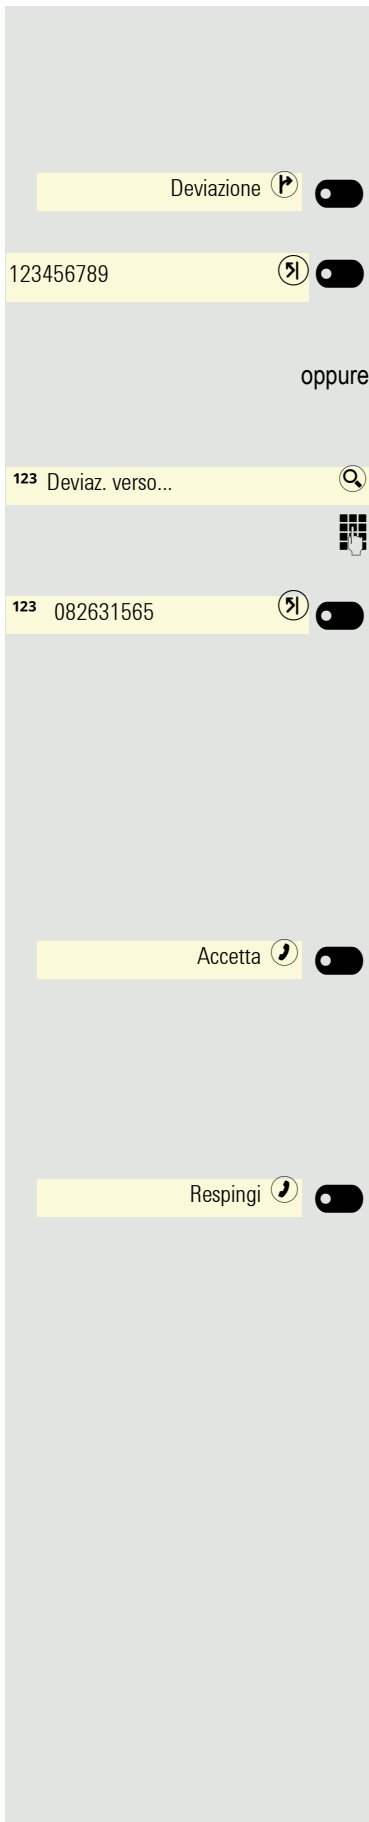 Deviazione
123456789
oppure
123 Deviaz. verso...
123 082631565
Accetta
Respingi